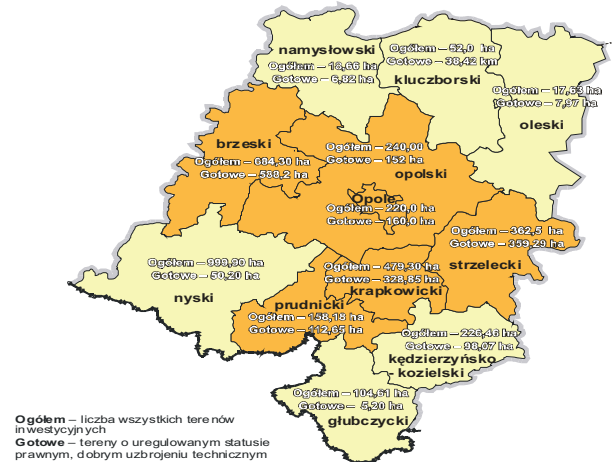 namysłowski
Ogółem – 18,66 ha
Gotowe – 6,82 ha
Ogółem – 52,0 ha
Gotowe – 38,42 km
kluczborski
Ogółem – 17,63 ha
Gotowe – 7,97 ha
oleski
brzeski
Ogółem – 684,30 ha
Gotowe – 588,2 ha
Ogółem – 240,00
Gotowe – 152 ha
opolski
Opole
Ogółem – 220,0 ha
Gotowe – 160,0 ha
Ogółem – 362,5 ha
Gotowe – 359,29 ha
strzelecki
Ogółem – 999,90 ha
Gotowe – 50,20 ha
nyski
Ogółem – 479,30 ha
Gotowe – 328,85 ha
krapkowicki
prudnicki
Ogółem – 158,18 ha
Gotowe – 112,65 ha
Ogółem – 226,46 ha
Gotowe – 98,07 ha
kędzierzyńsko
- kozielski
Ogółem – 104,61 ha
Gotowe – 5,20 ha
głubczycki
Ogółem – liczba wszystkich terenów
inwestycyjnych
Gotowe – tereny o uregulowanym statusie
prawnym, dobrym uzbrojeniu technicznym